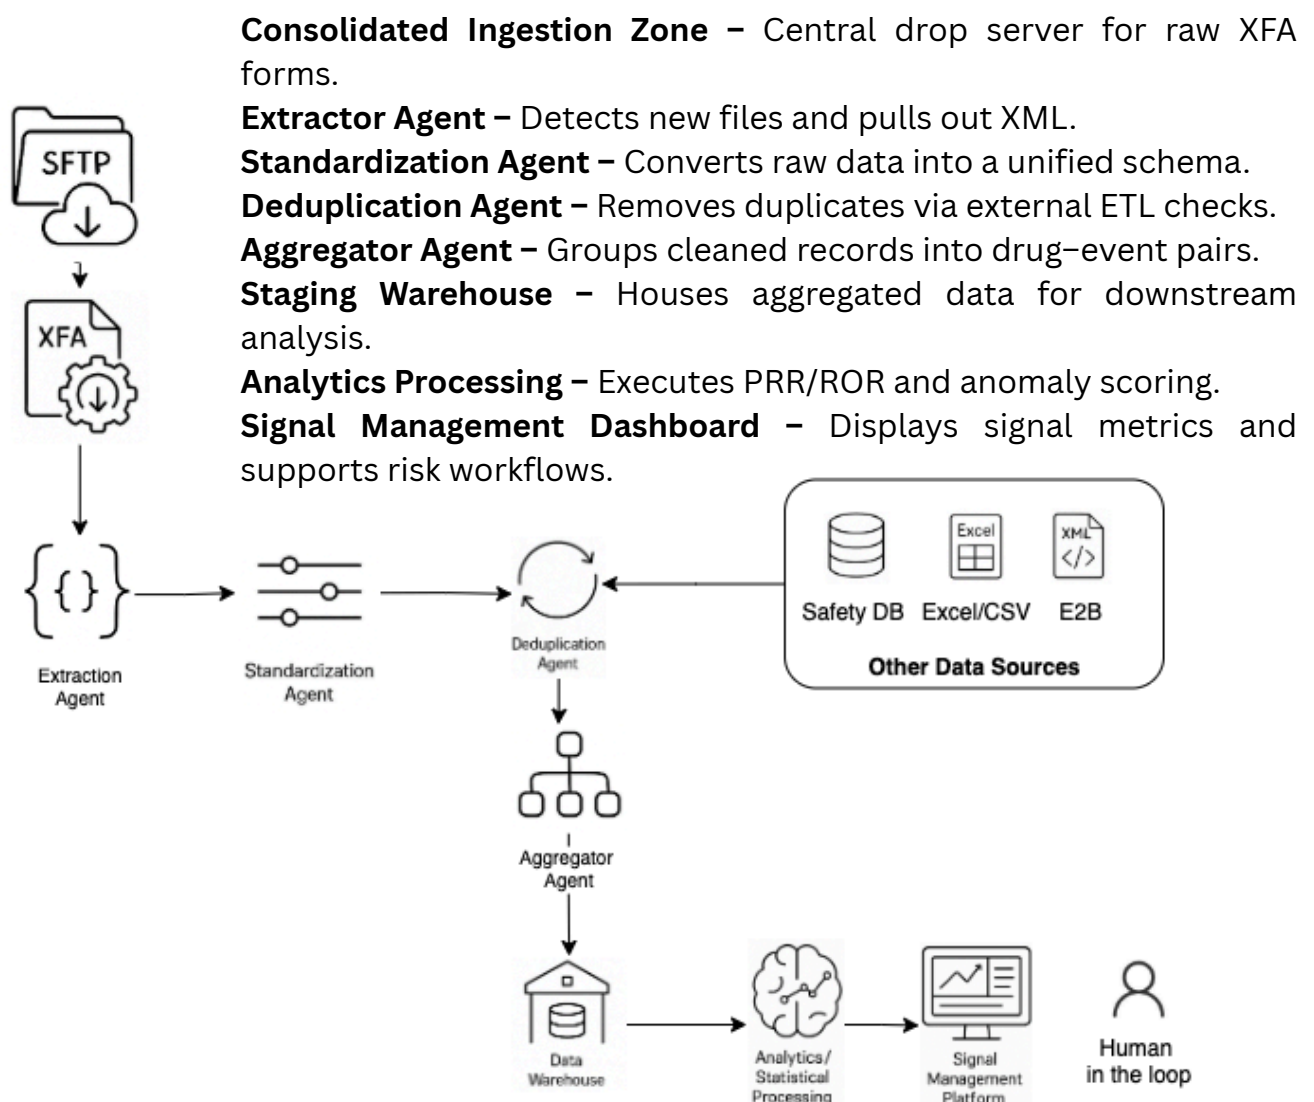 Consolidated Ingestion Zone – Central drop server for raw XFA
forms.
Extractor Agent – Detects new files and pulls out XML.
Standardization Agent – Converts raw data into a unified schema.
Deduplication Agent – Removes duplicates via external ETL checks.
Aggregator Agent – Groups cleaned records into drug–event pairs.
Staging Warehouse – Houses aggregated data for downstream
analysis.
Analytics Processing – Executes PRR/ROR and anomaly scoring.
Signal Management Dashboard – Displays signal metrics and
supports risk workflows.
SFTP
XFA
{ {} }
Extraction
Agent
Standardization
Agent
Deduplication
Agent
Excel
XML
</>
Safety DB
Excel/CSV
E2B
Other Data Sources
Aggregator
Agent
Data
Warehouse
Analytics/
Statistical
Processing
Signal
Management
Platform
Human
in the loop